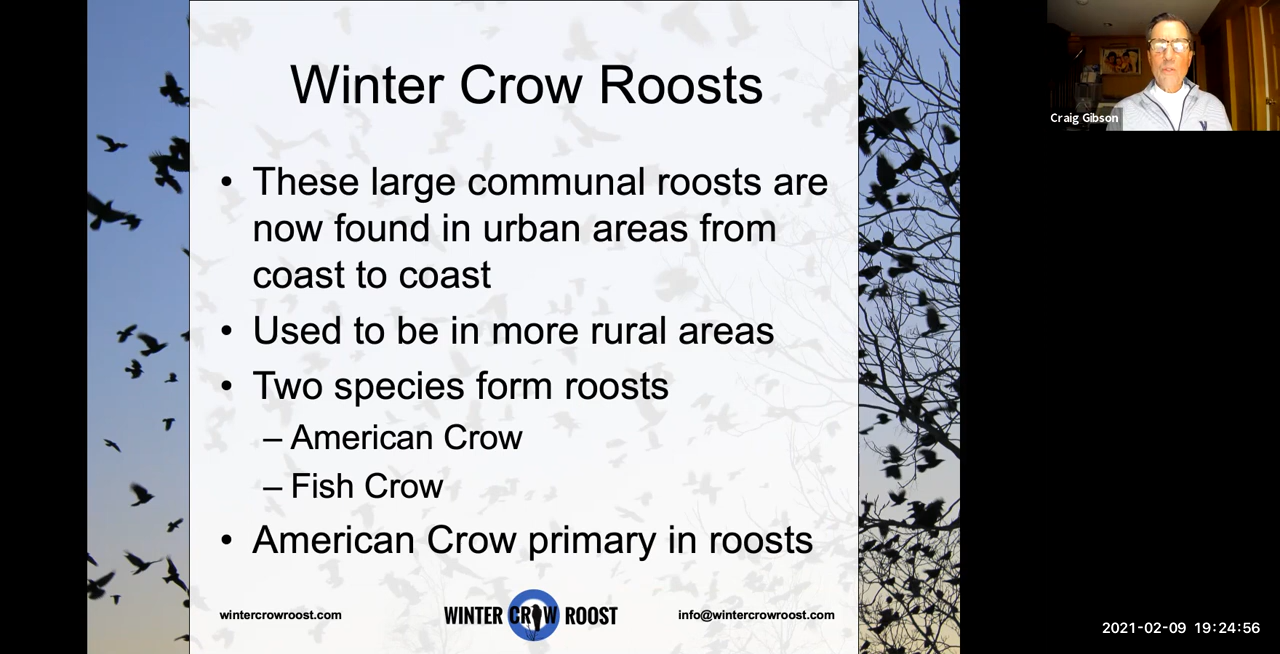 Winter Crow Roosts
• These large communal roosts are
now found in urban areas from
coast to coast
• Used to be in more rural areas
• Two species form roosts
– American Crow
– Fish Crow
• American Crow primary in roosts
wintercrowroost.com
WINTER CROW ROOST
info@wintercrowroost.com
Craig Gibson
2021-02-09 19:24:56